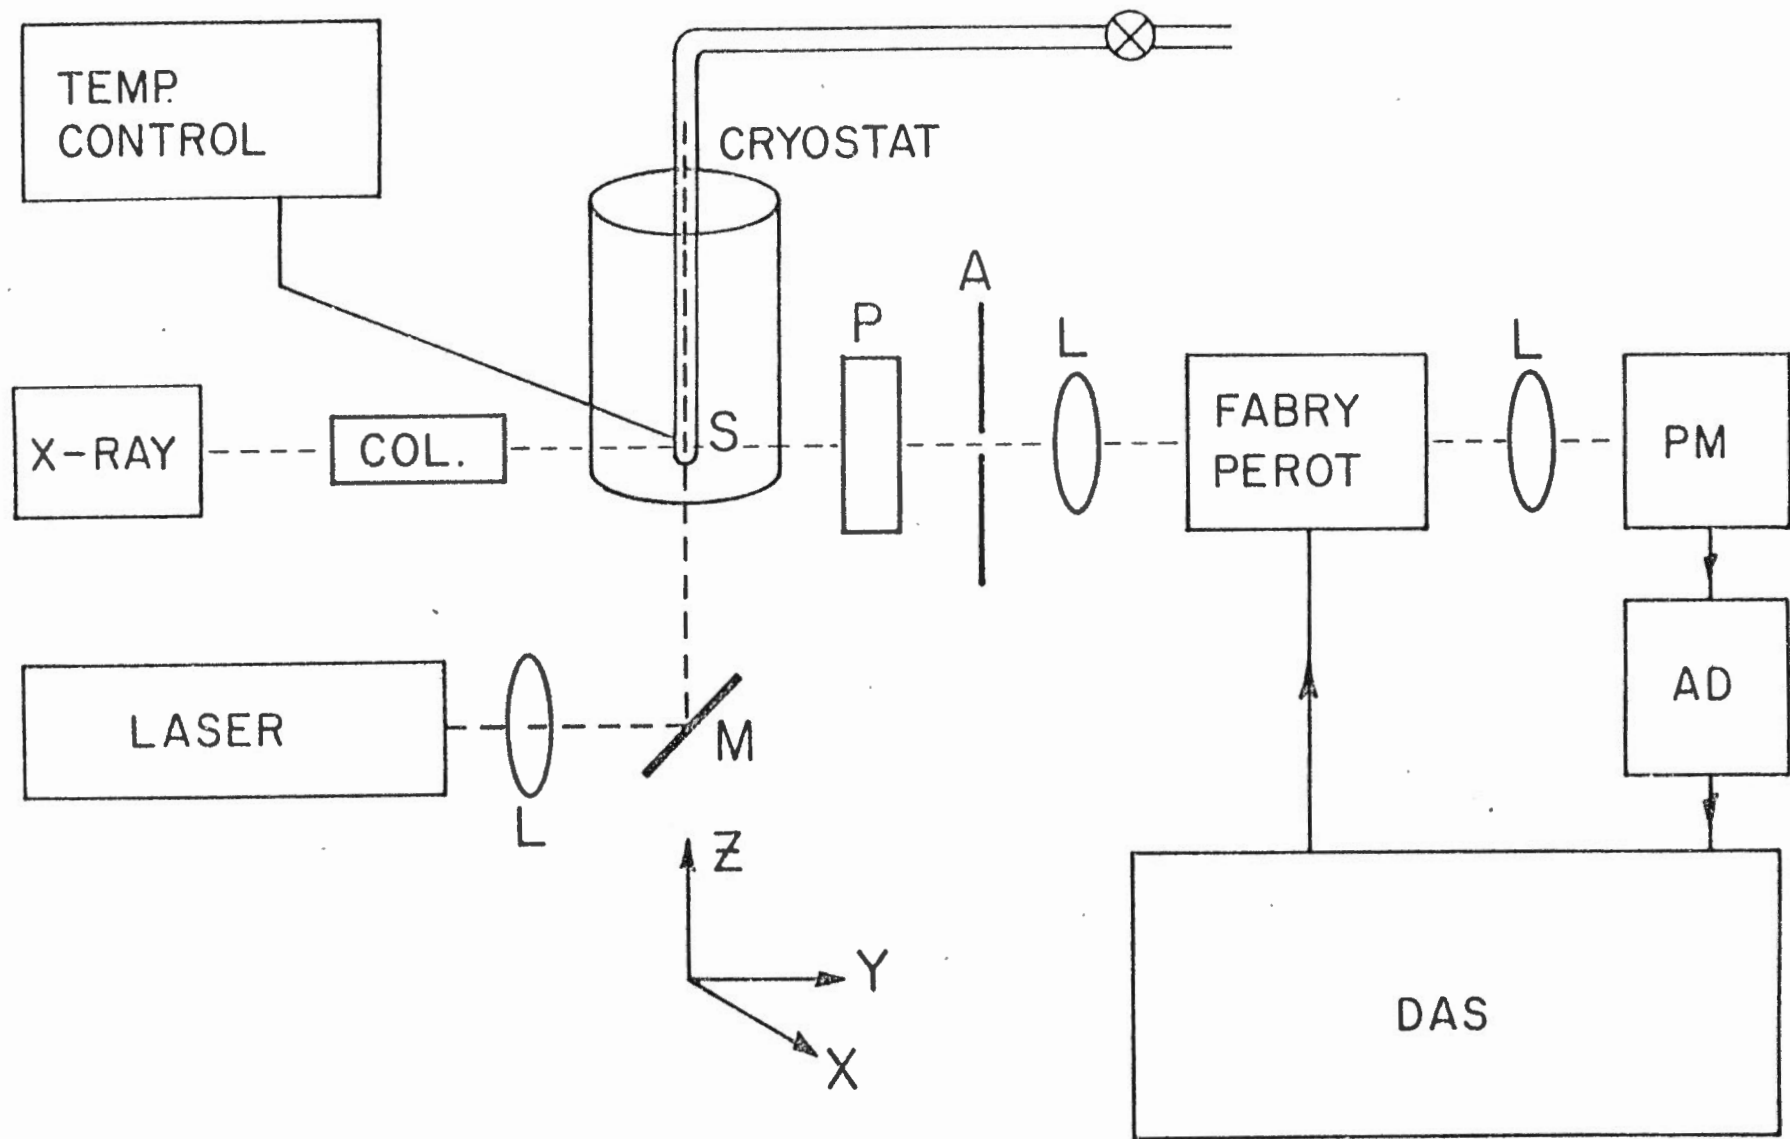 TEMP.
CONTROL
CRYOSTAT
A
P
L
L
X-RAY
COL.
S
FABRY
PEROT
PM
LASER
L
M
AD
Z
Y
X
DAS